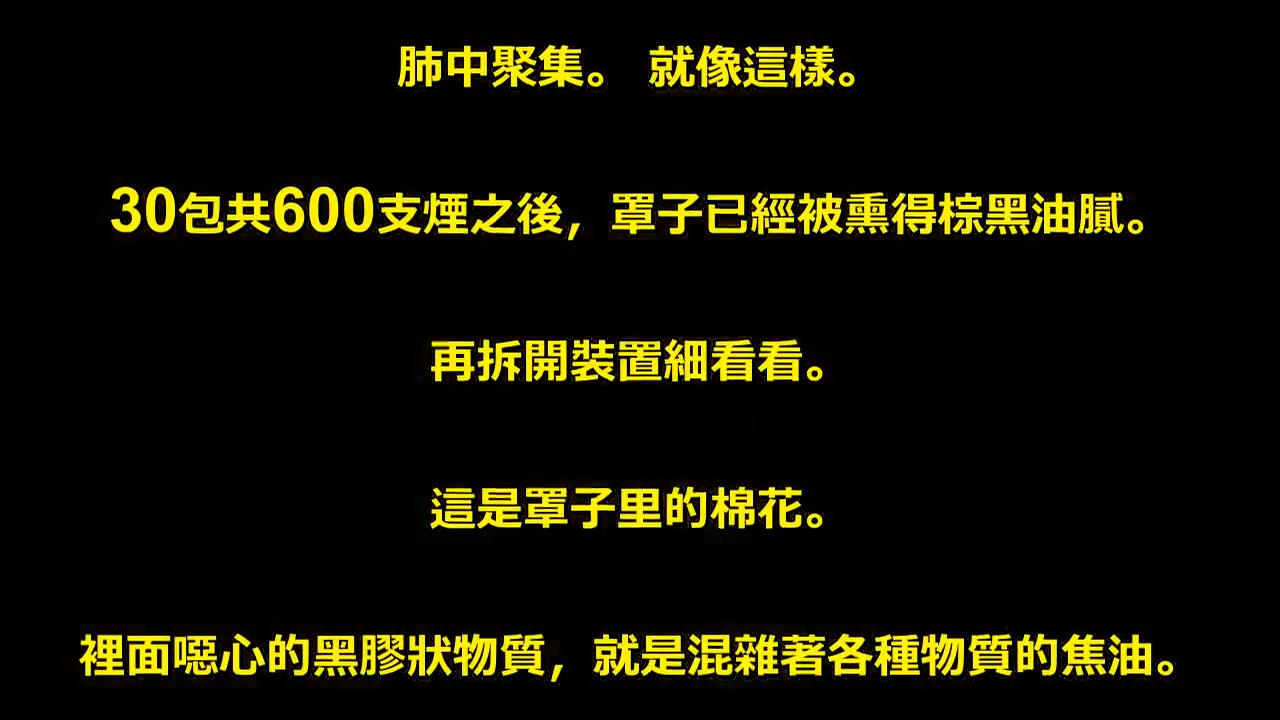 肺中聚集。 就像這樣。
30包共600支煙之後，罩子已經被熏得棕黑油膩。
再拆開裝置細看看。
這是罩子里的棉花。
裡面噁心的黑膠狀物質，就是混雜著各種物質的焦油。